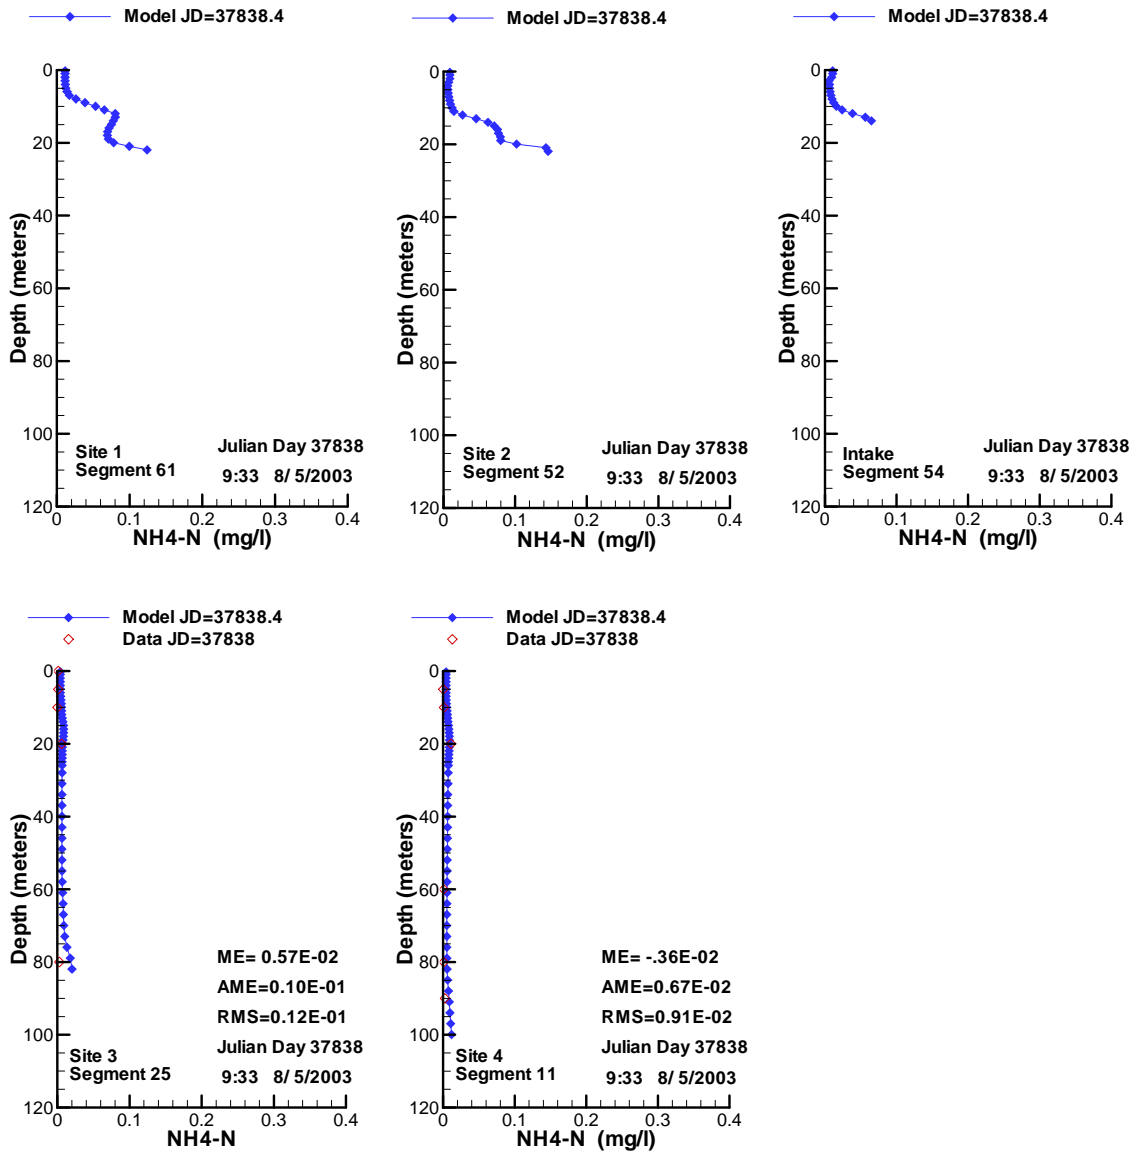 Model JD=37838.4
0
20
40
60
80
100
120
Depth (meters)
Site 1
Segment 61
Julian Day 37838
9:33 8/ 5/2003
0 0.1 0.2 0.3 0.4
NH4-N (mg/l)
Model JD=37838.4
0
20
40
60
80
100
120
Depth (meters)
Site 2
Segment 52
Julian Day 37838
9:33 8/ 5/2003
0 0.1 0.2 0.3 0.4
NH4-N (mg/l)
Model JD=37838.4
0
20
40
60
80
100
120
Depth (meters)
Intake
Segment 54
Julian Day 37838
9:33 8/ 5/2003
0 0.1 0.2 0.3 0.4
NH4-N (mg/l)
Model JD=37838.4
Data JD=37838
0
20
40
60
80
100
120
Depth (meters)
ME= 0.57E-02
AME=0.10E-01
RMS=0.12E-01
Site 3
Segment 25
Julian Day 37838
9:33 8/ 5/2003
0 0.1 0.2 0.3 0.4
NH4-N
Model JD=37838.4
Data JD=37838
0
20
40
60
80
100
120
Depth (meters)
ME= -.36E-02
AME=0.67E-02
RMS=0.91E-02
Site 4
Segment 11
Julian Day 37838
9:33 8/ 5/2003
0 0.1 0.2 0.3 0.4
NH4-N (mg/l)